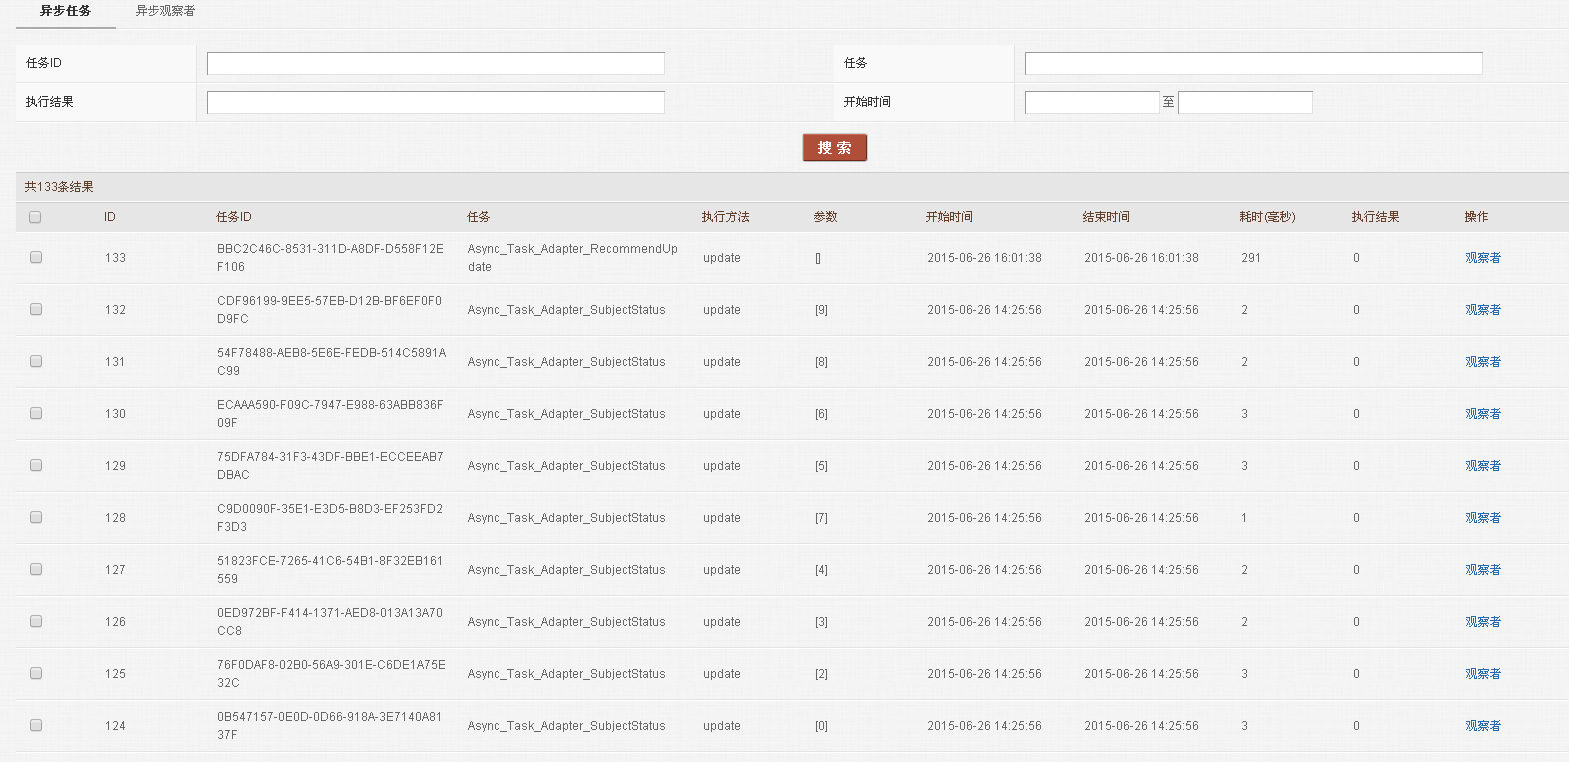 异步任务 异步观察者
任务ID 任务
执行结果 开始时间 至
搜 索
共133条结果
ID 任务ID 任务 执行方法 参数 开始时间 结束时间 耗时(毫秒) 执行结果 操作
133 BBC2C46C-8531-311D-A8DF-D558F12E Async_Task_Adapter_RecommendUp update [] 2015-06-26 16:01:38 2015-06-26 16:01:38 291 0 观察者
F106 date
132 CDF96199-9EE5-57EB-D12B-BF6EF0F0 Async_Task_Adapter_SubjectStatus update [9] 2015-06-26 14:25:56 2015-06-26 14:25:56 2 0 观察者
D9FC
131 54F78488-AEB8-5E6E-FEDB-514C5891A Async_Task_Adapter_SubjectStatus update [8] 2015-06-26 14:25:56 2015-06-26 14:25:56 2 0 观察者
C99
130 ECAAA590-F09C-7947-E988-63ABB836F Async_Task_Adapter_SubjectStatus update [6] 2015-06-26 14:25:56 2015-06-26 14:25:56 3 0 观察者
09F
129 75DFA784-31F3-43DF-BBE1-ECCEEAB7 Async_Task_Adapter_SubjectStatus update [5] 2015-06-26 14:25:56 2015-06-26 14:25:56 3 0 观察者
DBAC
128 C9D0090F-35E1-E3D5-B8D3-EF253FD2 Async_Task_Adapter_SubjectStatus update [7] 2015-06-26 14:25:56 2015-06-26 14:25:56 1 0 观察者
F3D3
127 51823FCE-7265-41C6-54B1-8F32EB161 Async_Task_Adapter_SubjectStatus update [4] 2015-06-26 14:25:56 2015-06-26 14:25:56 2 0 观察者
559
126 0ED972BF-F414-1371-AED8-013A13A70 Async_Task_Adapter_SubjectStatus update [3] 2015-06-26 14:25:56 2015-06-26 14:25:56 2 0 观察者
CC8
125 76F0DAF8-02B0-56A9-301E-C6DE1A75E Async_Task_Adapter_SubjectStatus update [2] 2015-06-26 14:25:56 2015-06-26 14:25:56 3 0 观察者
32C
124 0B547157-0E0D-0D66-918A-3E7140A81 Async_Task_Adapter_SubjectStatus update [0] 2015-06-26 14:25:56 2015-06-26 14:25:56 3 0 观察者
37F